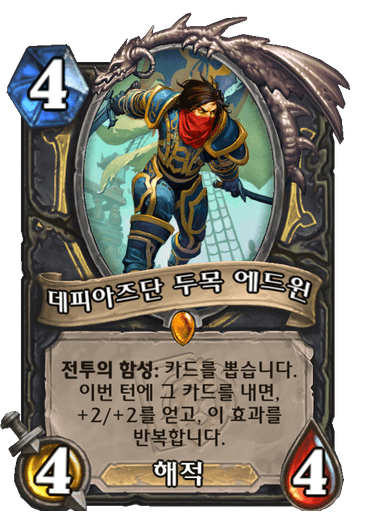 4
데피아즈단 두목 에드윈
전투의 함성: 카드를 뽑습니다.
이번 턴에 그 카드를 내면,
+2/+2를 얻고, 이 효과를
반복합니다.
4
해적
4